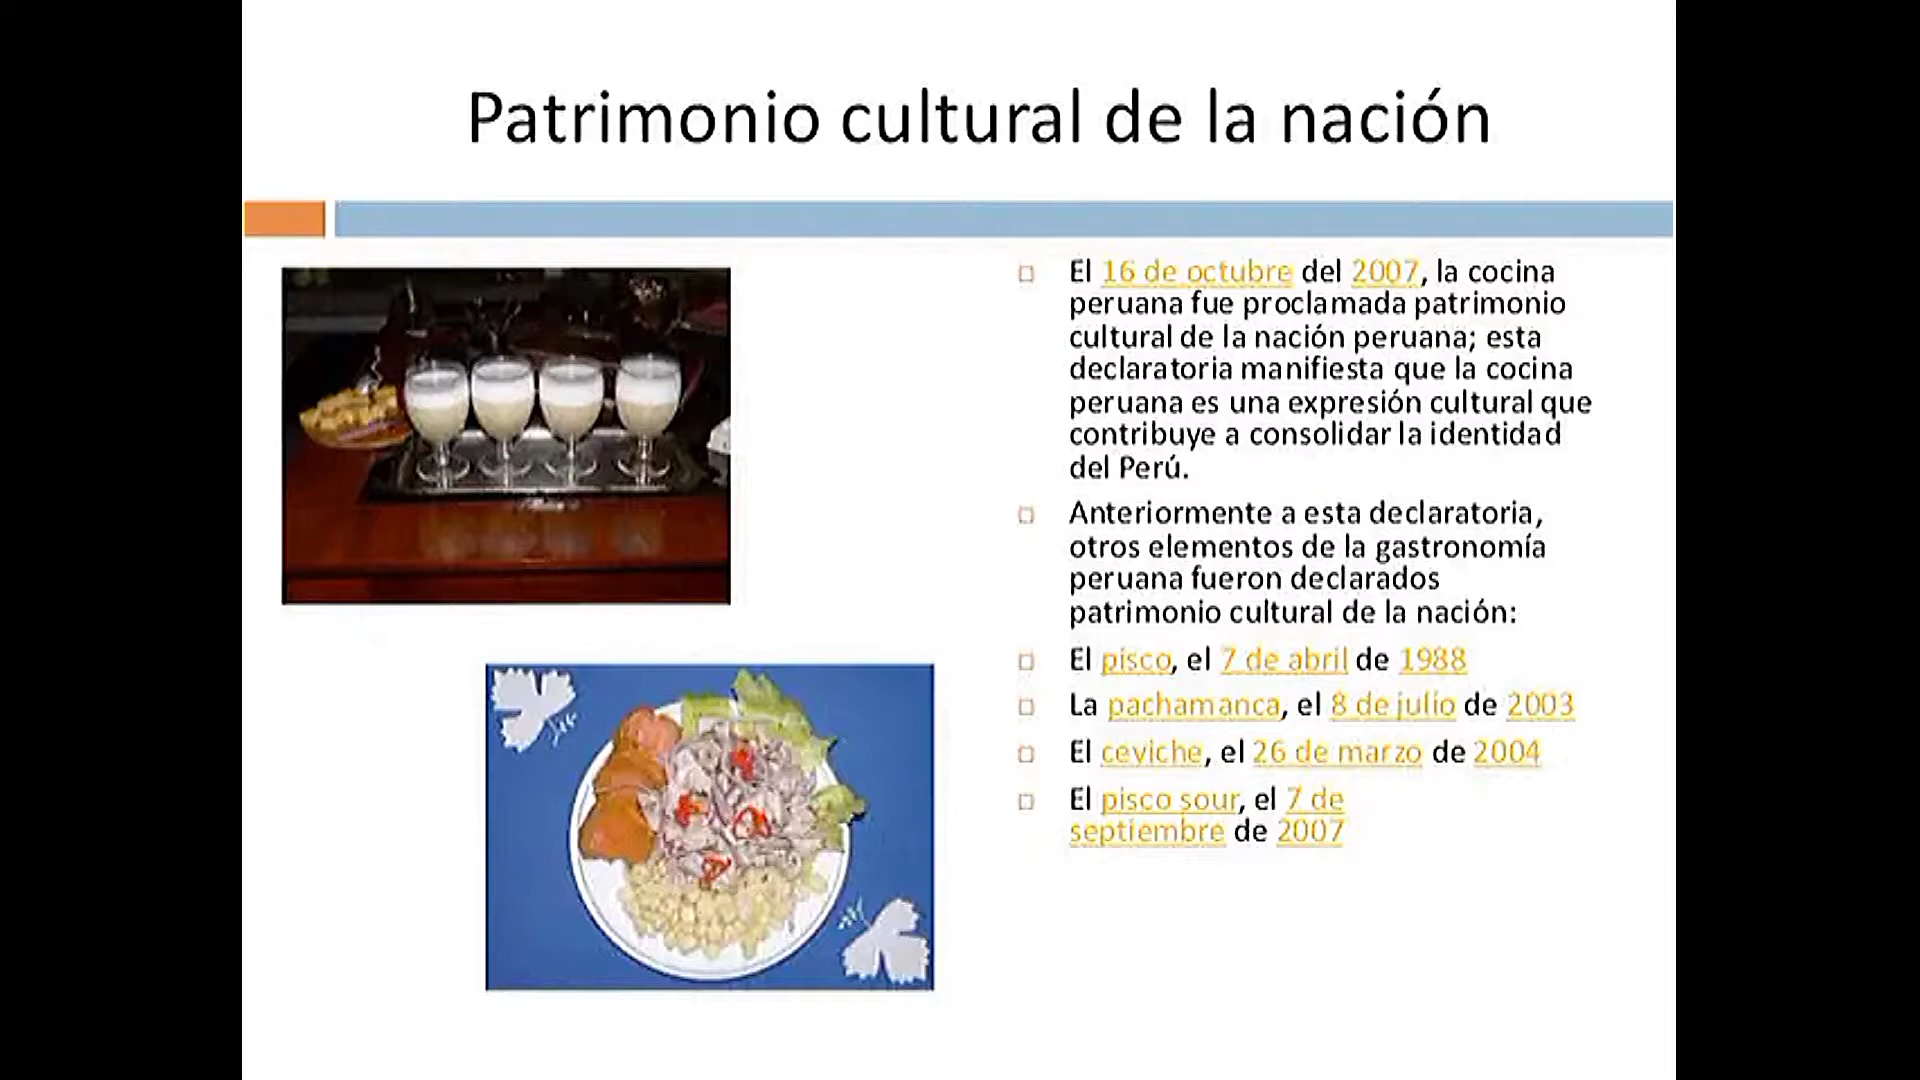 Patrimonio cultural de la nación
El 16 de octubre del 2007, la cocina
peruana fue proclamada patrimonio
cultural de la nación peruana; esta
declaratoria manifiesta que la cocina
peruana es una expresión cultural que
contribuye a consolidar la identidad
del Perú.
Anteriormente a esta declaratoria,
otros elementos de la gastronomía
peruana fueron declarados
patrimonio cultural de la nación:
El pisco, el 7 de abril de 1988
La pachamanca, el 8 de julio de 2003
El ceviche, el 26 de marzo de 2004
El pisco sour, el 7 de
septiembre de 2007